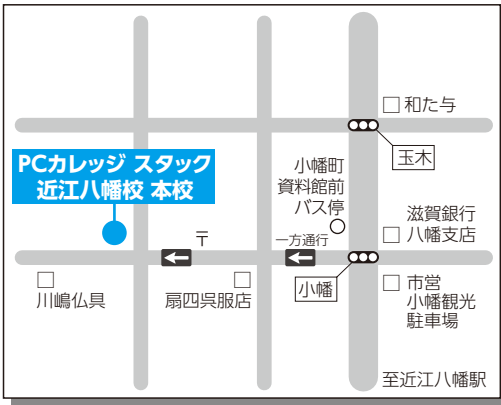 和た与
玉木
PCカレッジ スタック
近江八幡校 本校
小幡町
資料館前
バス停
滋賀銀行
八幡支店
〒
一方通行
川嶋仏具
扇四呉服店
小幡
市営
小幡観光
駐車場
至近江八幡駅